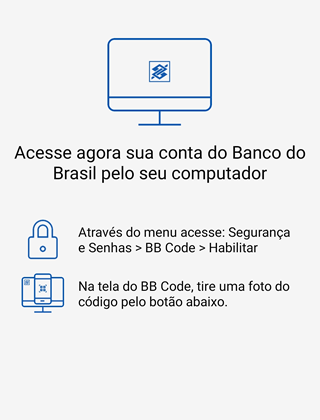 Acesse agora sua conta do Banco do
Brasil pelo seu computador
Através do menu acesse: Segurança
e Senhas > BB Code > Habilitar
Na tela do BB Code, tire uma foto do
código pelo botão abaixo.